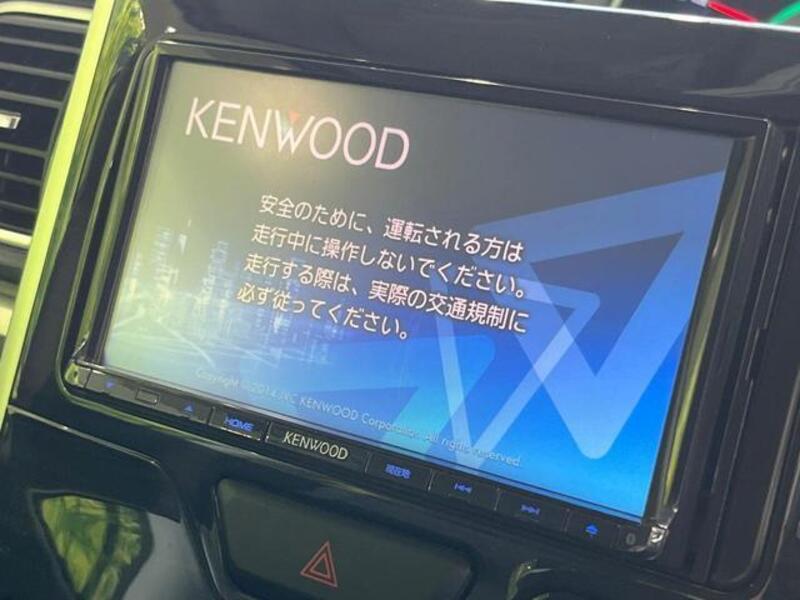 KENWOOD
安全のために、運転される方は
走行中に操作しないでください。
走行する際は、実際の交通規制に
必ず従ってください。
Copyright © 2014 JVC KENWOOD Corporation. All rights reserved.
HOME
KENWOOD
現在地